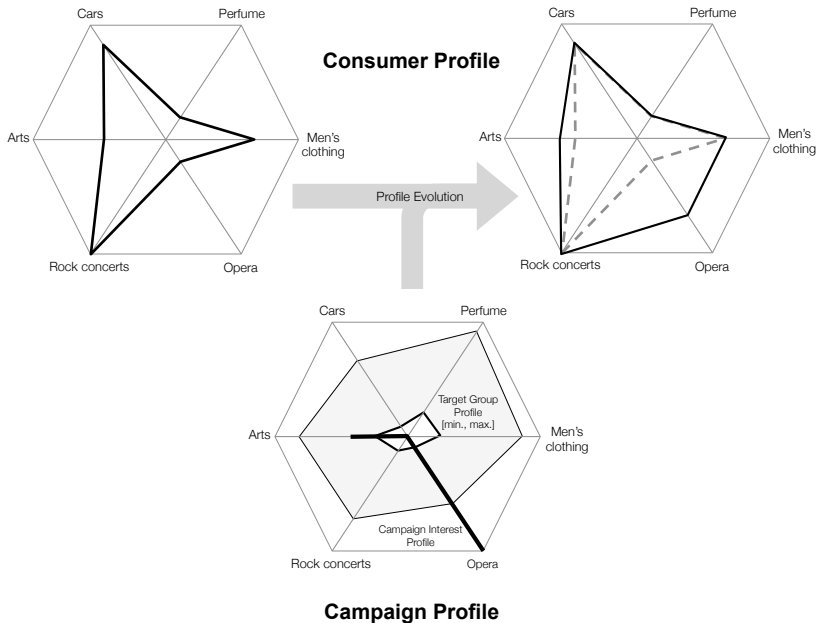 Cars
Perfume
Arts
Men's
clothing
Rock concerts
Opera
Consumer Profile
Cars
Perfume
Arts
Men's
clothing
Rock concerts
Opera
Profile Evolution
Cars
Perfume
Arts
Men's
clothing
Rock concerts
Opera
Target Group
Profile
[min., max.]
Campaign Interest
Profile
Campaign Profile